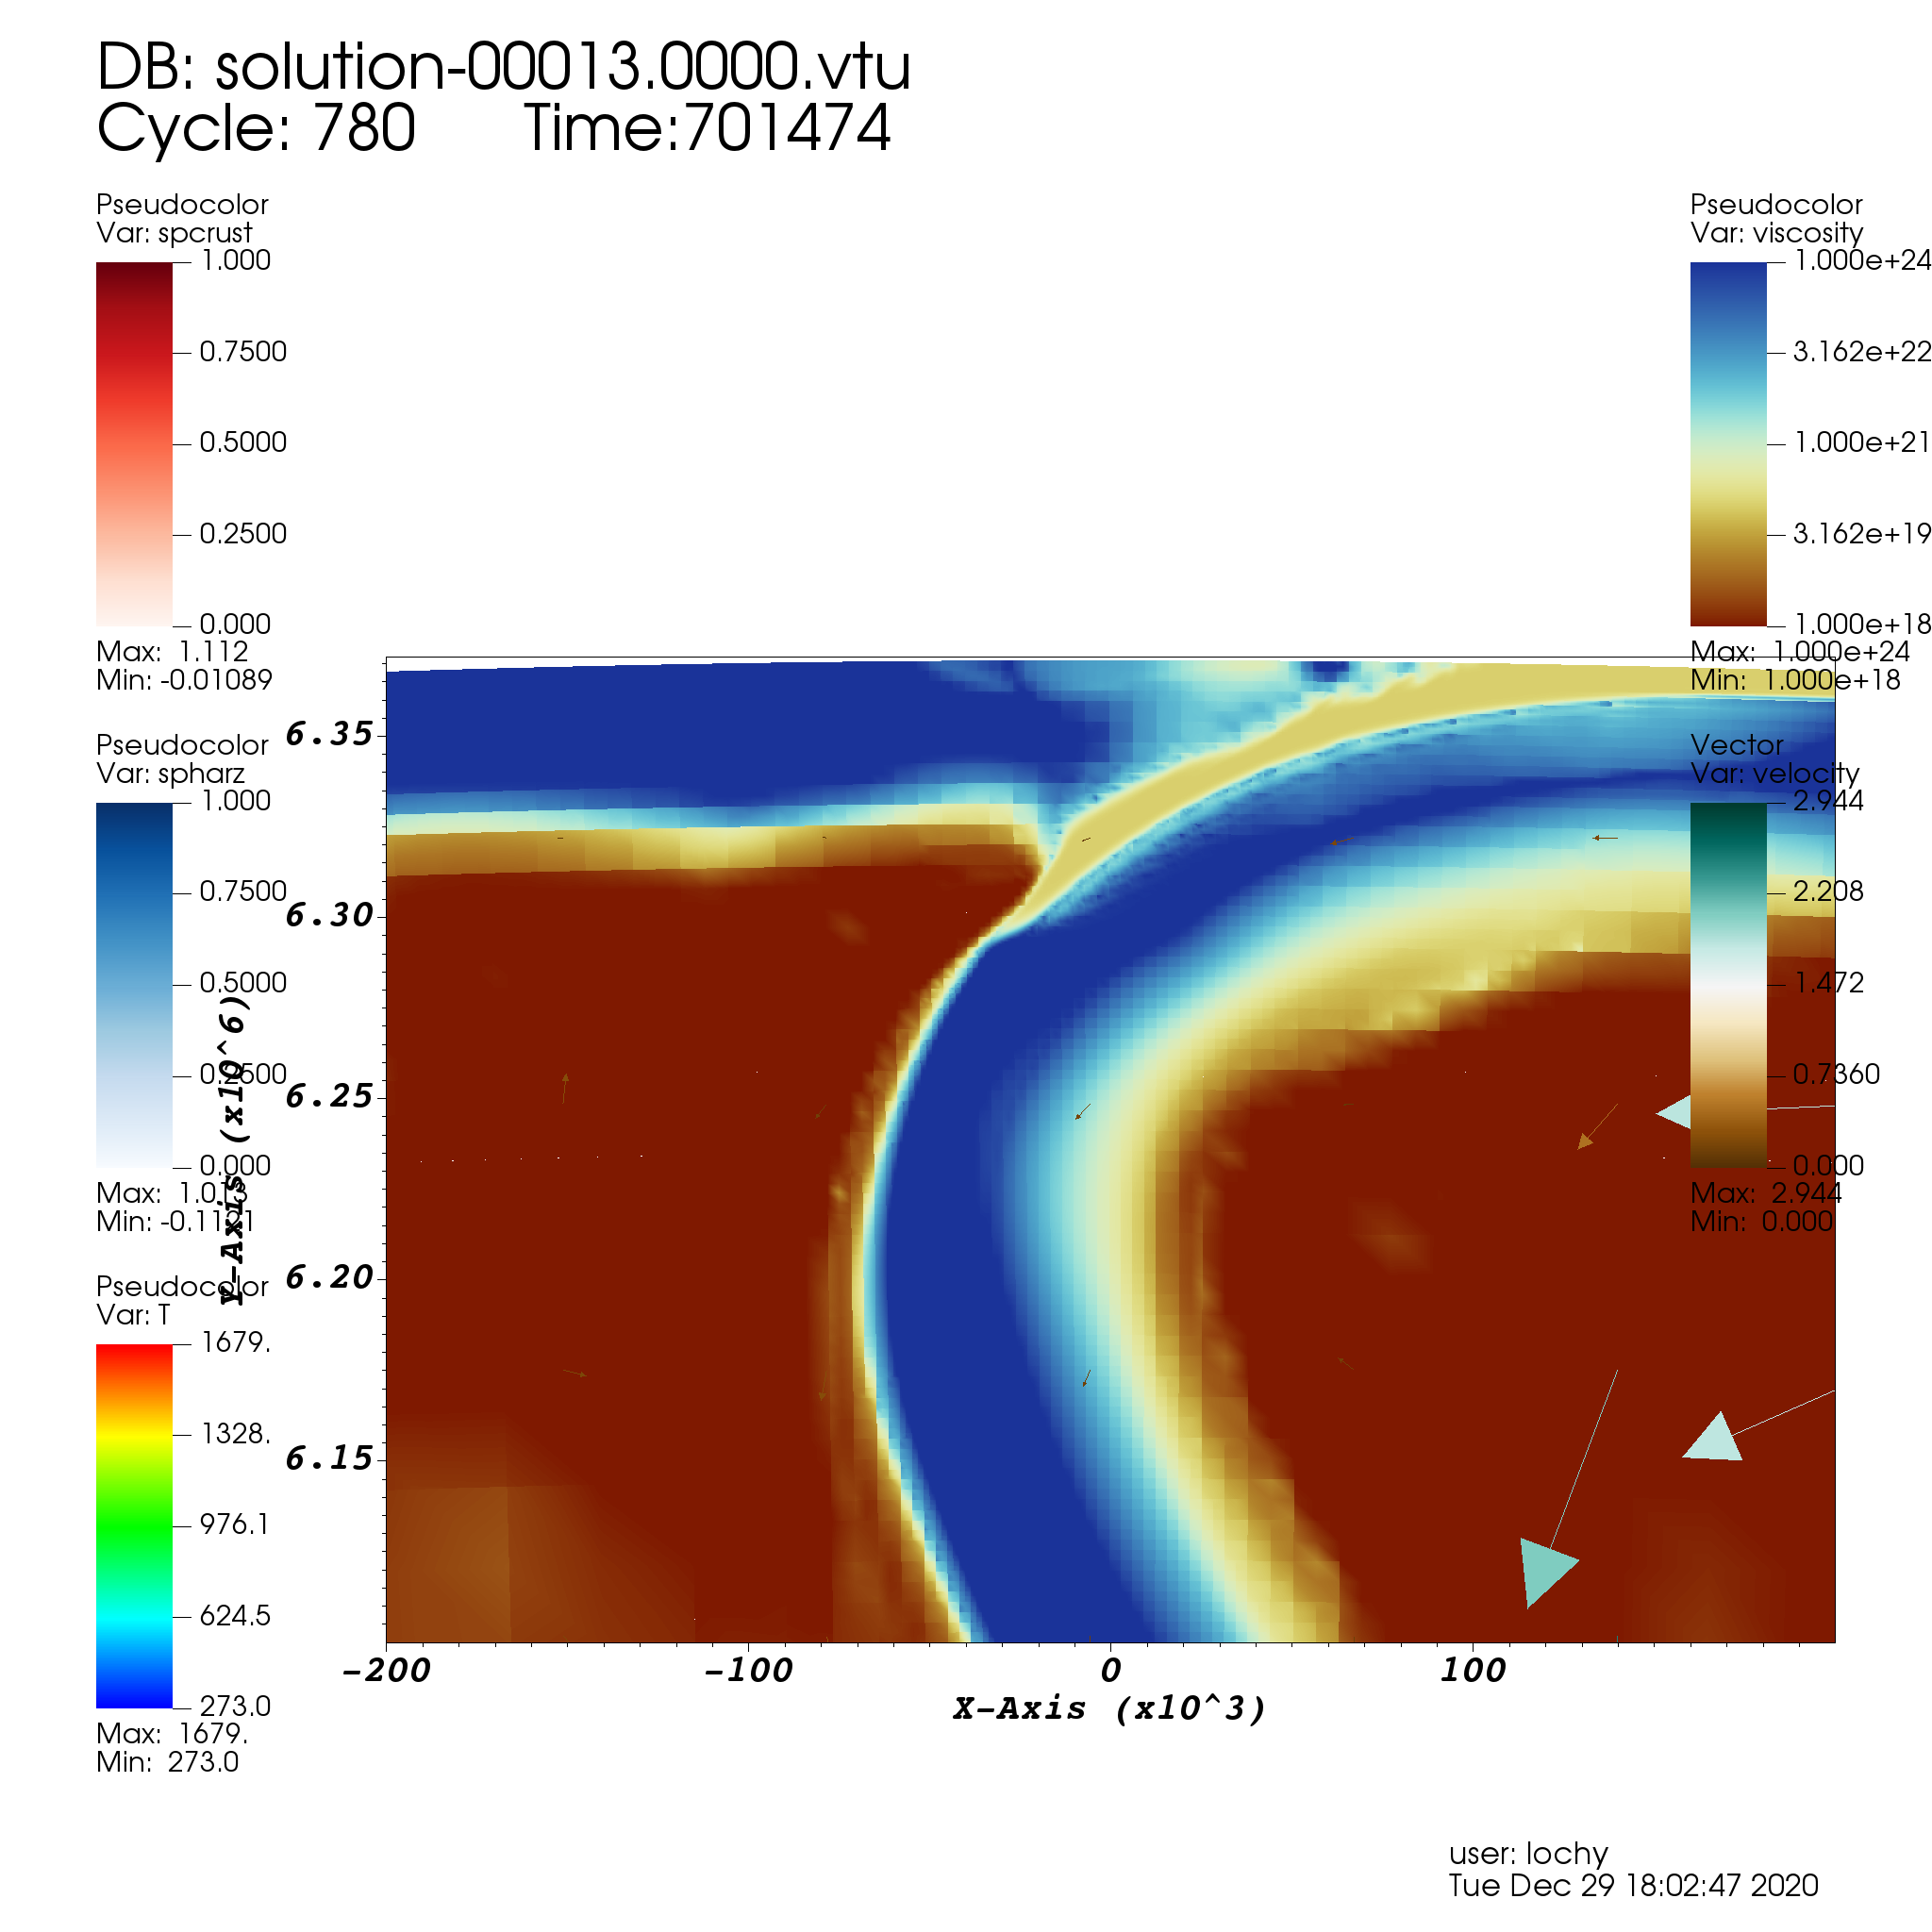 DB: solution-00013.0000.vtu
Cycle: 780 Time:701474
Pseudocolor
Var: spcrust
1.000
0.7500
0.5000
0.2500
0.000
Max: 1.112
Min: -0.01089
Pseudocolor
Var: spharz
1.000
0.7500
0.5000
0.2500
0.000
Max: 1.013
Min: -0.1121
Pseudocolor
Var: T
1679.
1328.
976.1
624.5
273.0
Max: 1679.
Min: 273.0
Pseudocolor
Var: viscosity
1.000e+24
3.162e+22
1.000e+21
3.162e+19
1.000e+18
Max: 1.000e+24
Min: 1.000e+18
Vector
Var: velocity
2.944
2.208
1.472
0.7360
0.000
Max: 2.944
Min: 0.000
Y-Axis (x10^6)
6.35
6.30
6.25
6.20
6.15
-200
-100
0
100
X-Axis (x10^3)
user: lochy
Tue Dec 29 18:02:47 2020